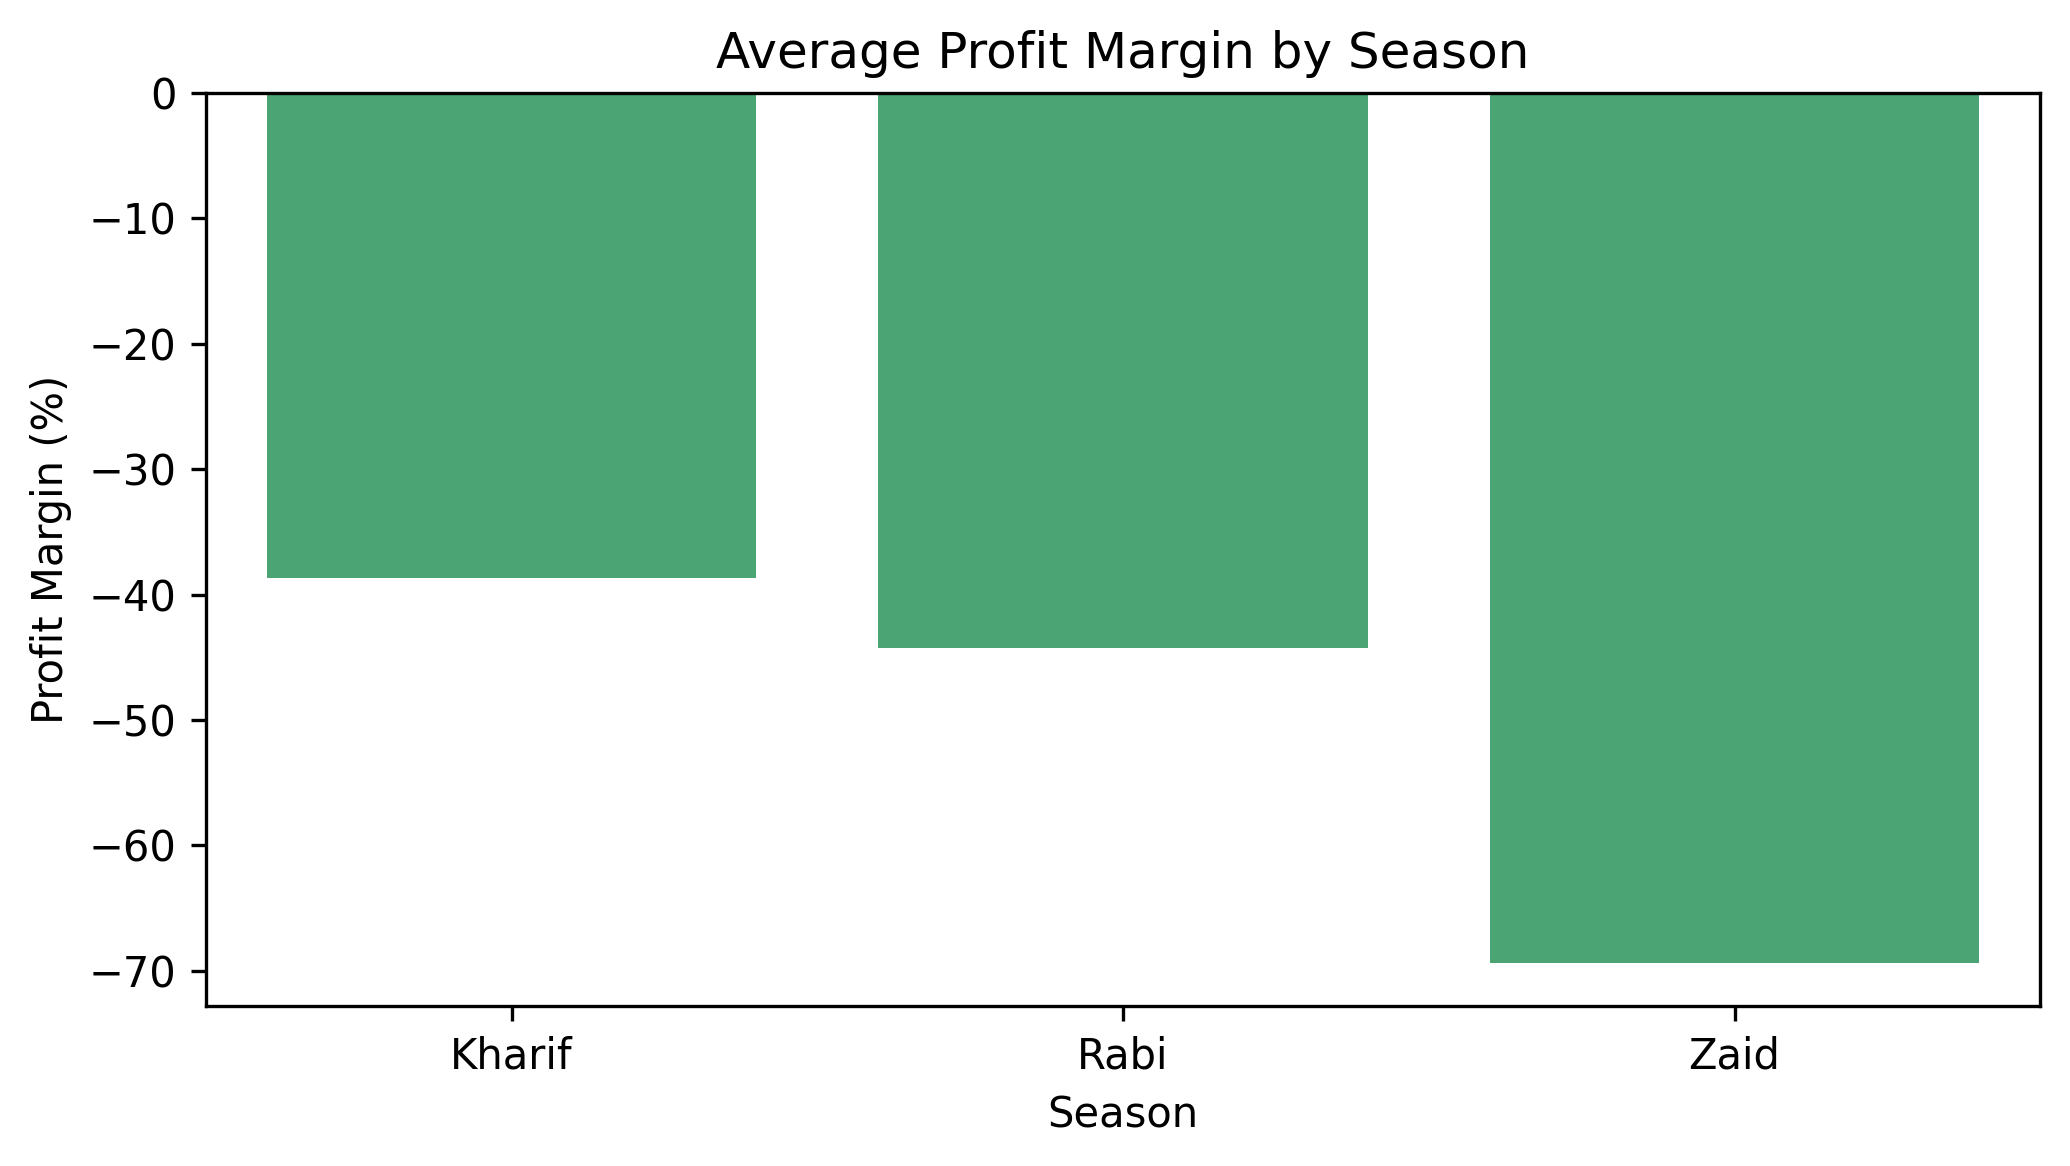 Average Profit Margin by Season
0
−10
−20
−30
−40
−50
−60
−70
Profit Margin (%)
Kharif
Rabi
Zaid
Season